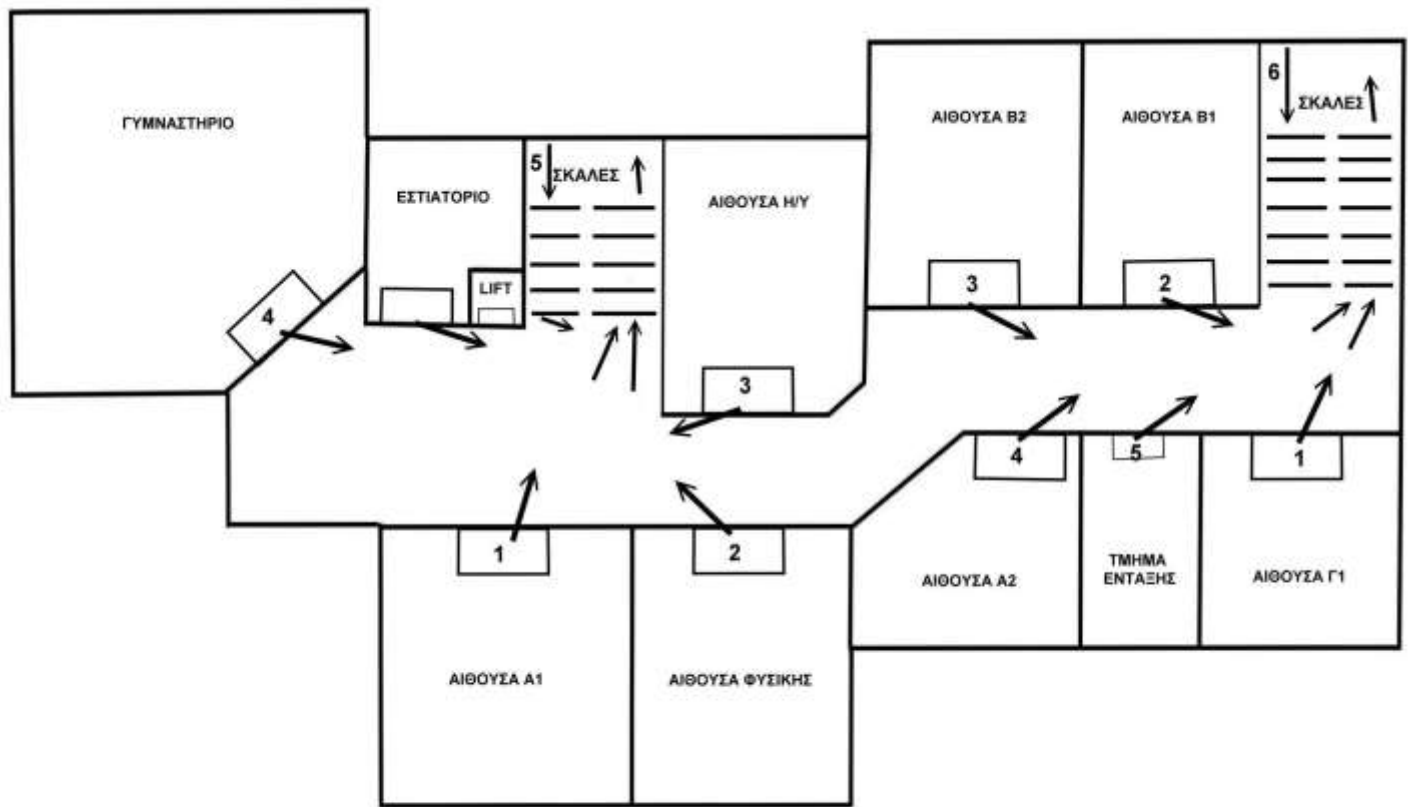 ΓΥΜΝΑΣΤΗΡΙΟ
4
ΕΣΤΙΑΤΟΡΙΟ
LIFT
5
ΣΚΑΛΕΣ
ΑΙΘΟΥΣΑ Η/Υ
3
ΑΙΘΟΥΣΑ Β2
3
ΑΙΘΟΥΣΑ Β1
2
6
ΣΚΑΛΕΣ
1
ΑΙΘΟΥΣΑ Α1
2
ΑΙΘΟΥΣΑ ΦΥΣΙΚΗΣ
4
ΑΙΘΟΥΣΑ Α2
5
ΤΜΗΜΑ
ΕΝΤΑΞΗΣ
1
ΑΙΘΟΥΣΑ Γ1